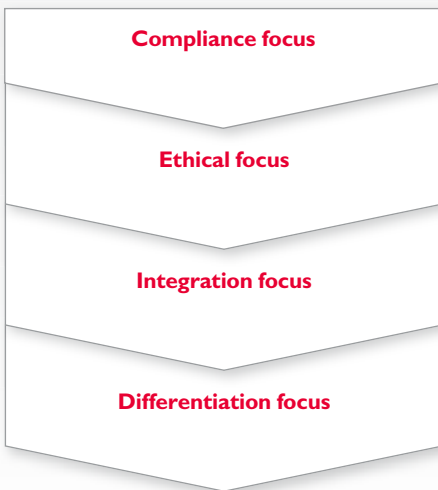 Compliance focus
Ethical focus
Integration focus
Differentiation focus